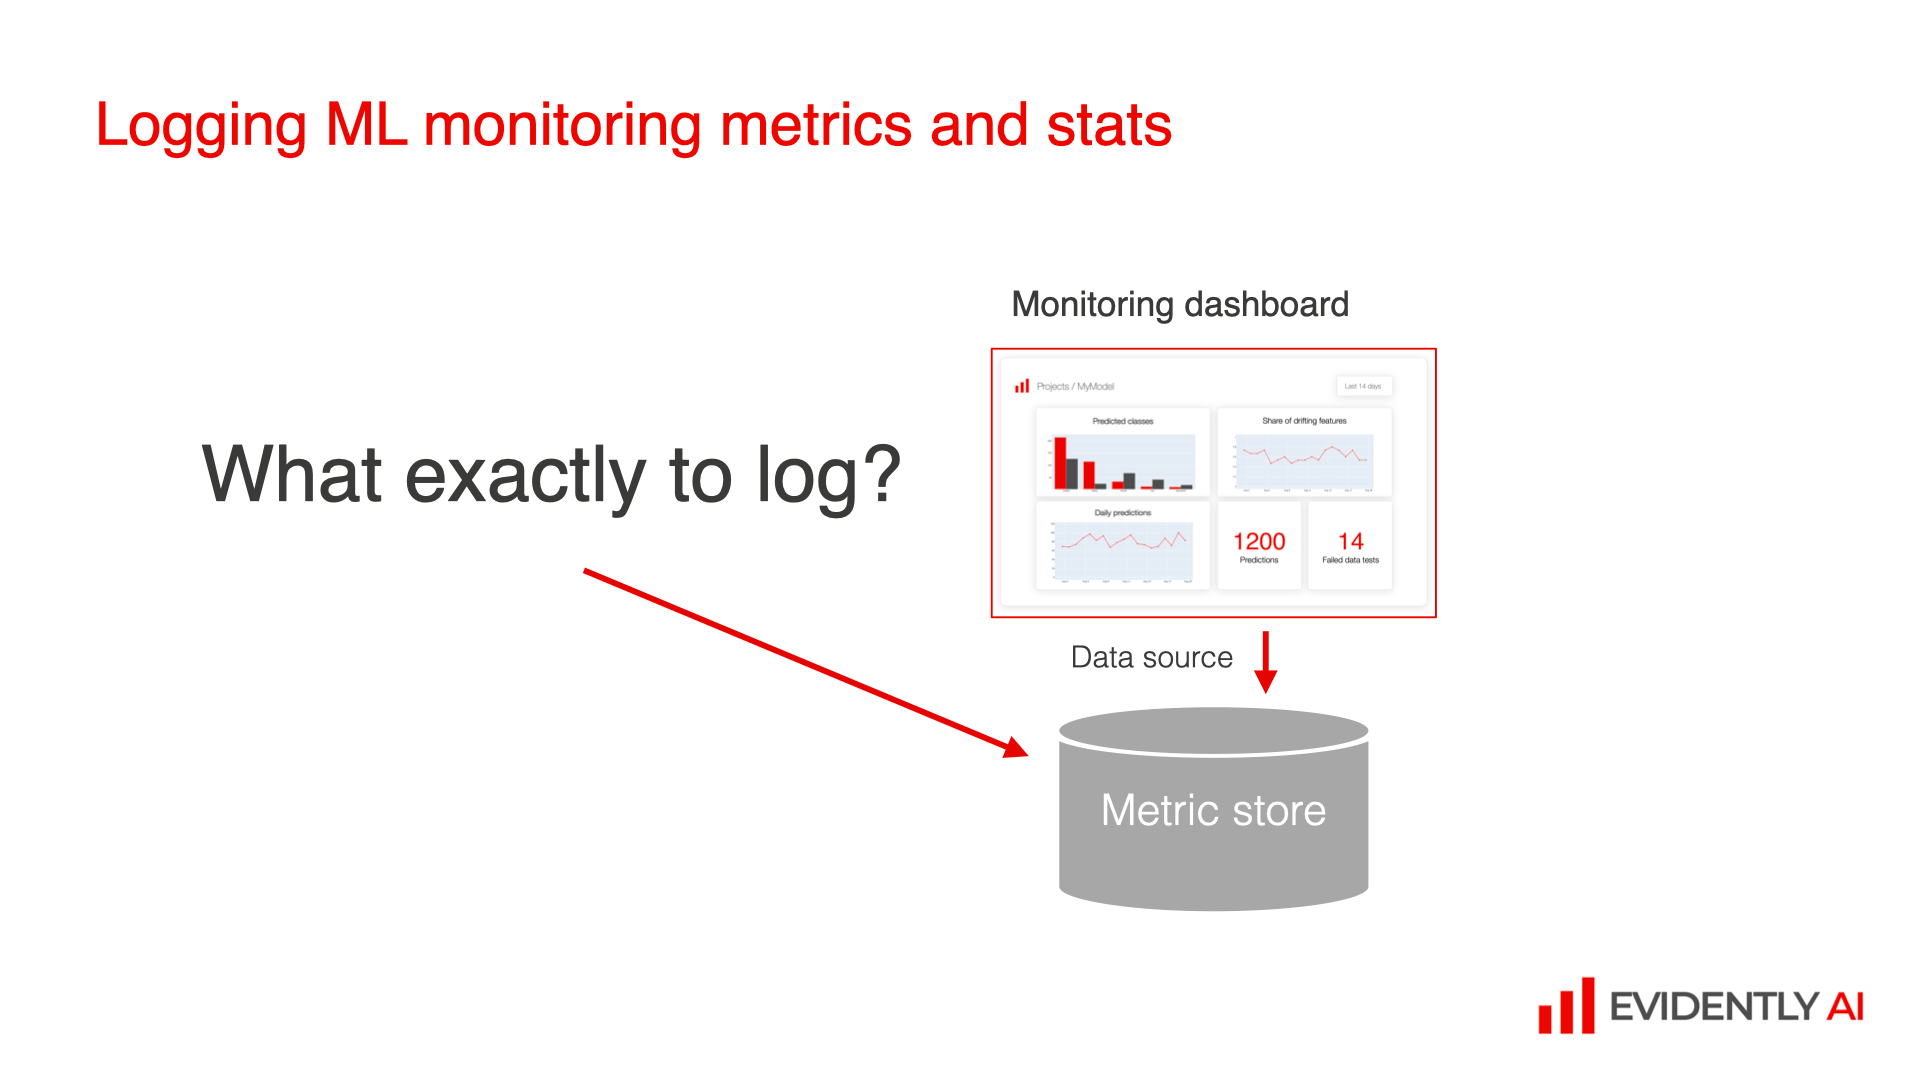 Logging ML monitoring metrics and stats
Monitoring dashboard
Projects / MyModel
Last 14 days
Predicted classes
Share of drifting features
What exactly to log?
Daily predictions
1200
Predictions
14
Failed data tests
Data source
Metric store
EVIDENTLY AI